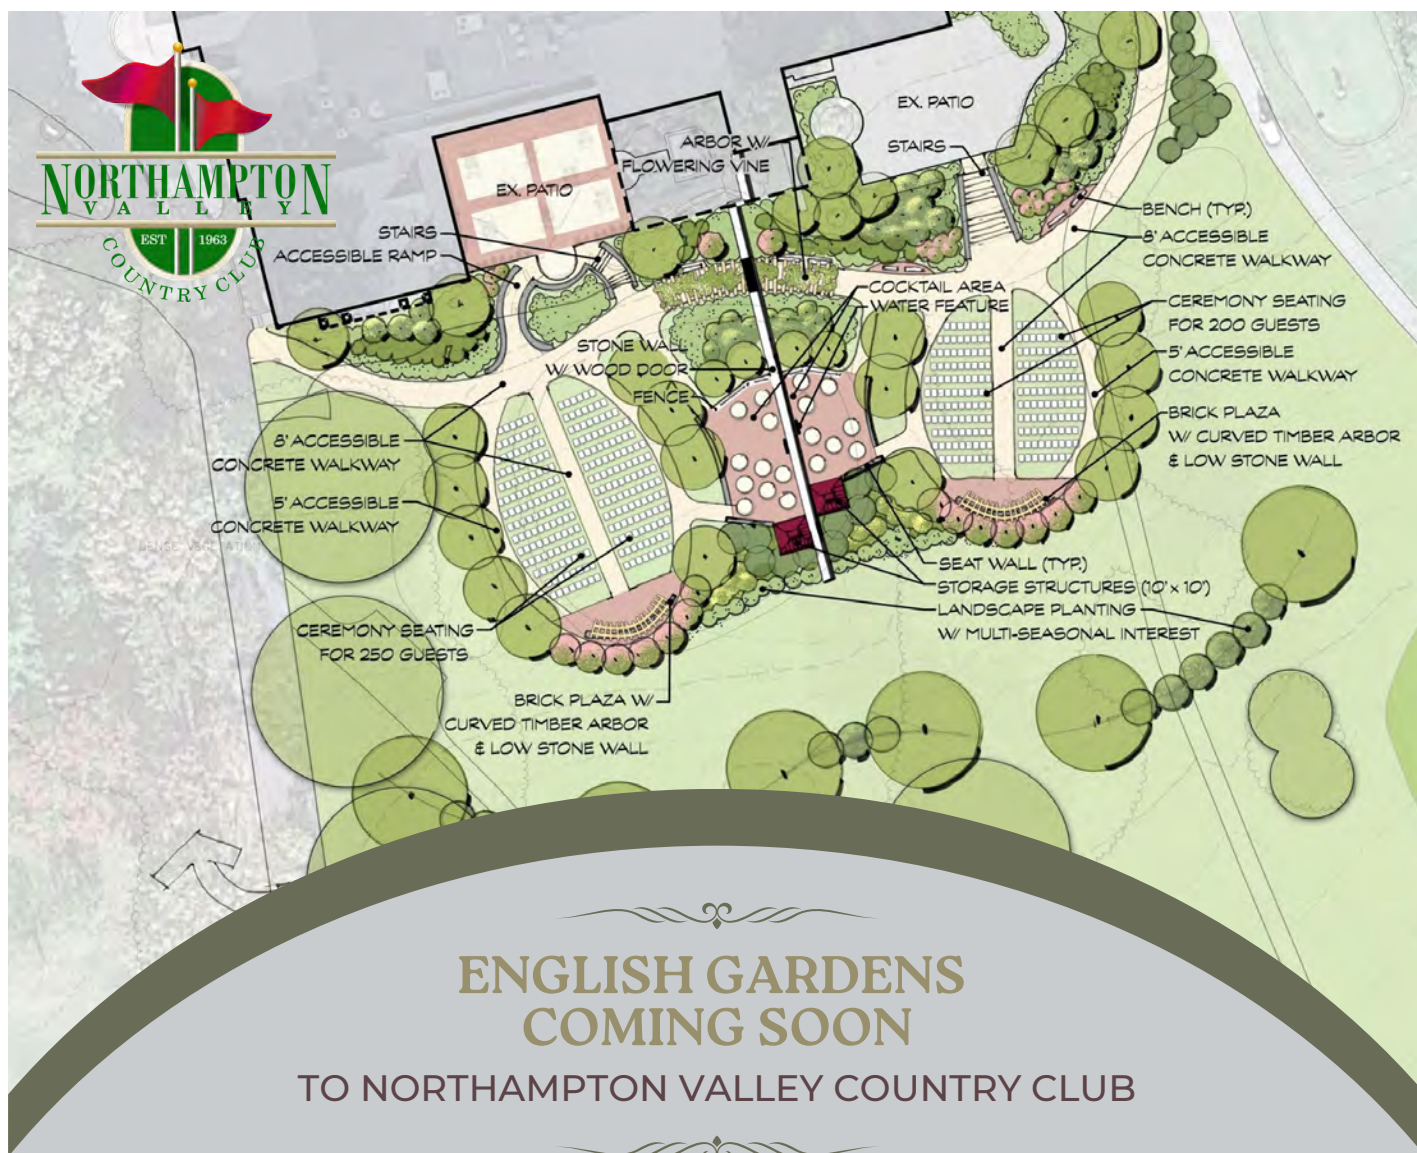 NORTHAMPTON
VALLEY
EST 1963
COUNTRY CLUB
EX. PATIO
ARBOR W/
FLOWERING VINE
STAIRS
EX. PATIO
STAIRS
ACCESSIBLE RAMP
BENCH (TYP.)
8' ACCESSIBLE
CONCRETE WALKWAY
COCKTAIL AREA
WATER FEATURE
CEREMONY SEATING
FOR 200 GUESTS
STONE WALL
W/ WOOD DOOR
FENCE
5' ACCESSIBLE
CONCRETE WALKWAY
BRICK PLAZA
W/ CURVED TIMBER ARBOR
& LOW STONE WALL
8' ACCESSIBLE
CONCRETE WALKWAY
5' ACCESSIBLE
CONCRETE WALKWAY
SEAT WALL (TYP.)
STORAGE STRUCTURES (10' x 10')
LANDSCAPE PLANTING
W/ MULTI-SEASONAL INTEREST
CEREMONY SEATING
FOR 250 GUESTS
BRICK PLAZA W/
CURVED TIMBER ARBOR
& LOW STONE WALL
ENGLISH GARDENS
COMING SOON
TO NORTHAMPTON VALLEY COUNTRY CLUB